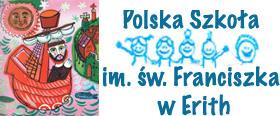 Polska Szkoła
im. św. Franciszka
w Erith